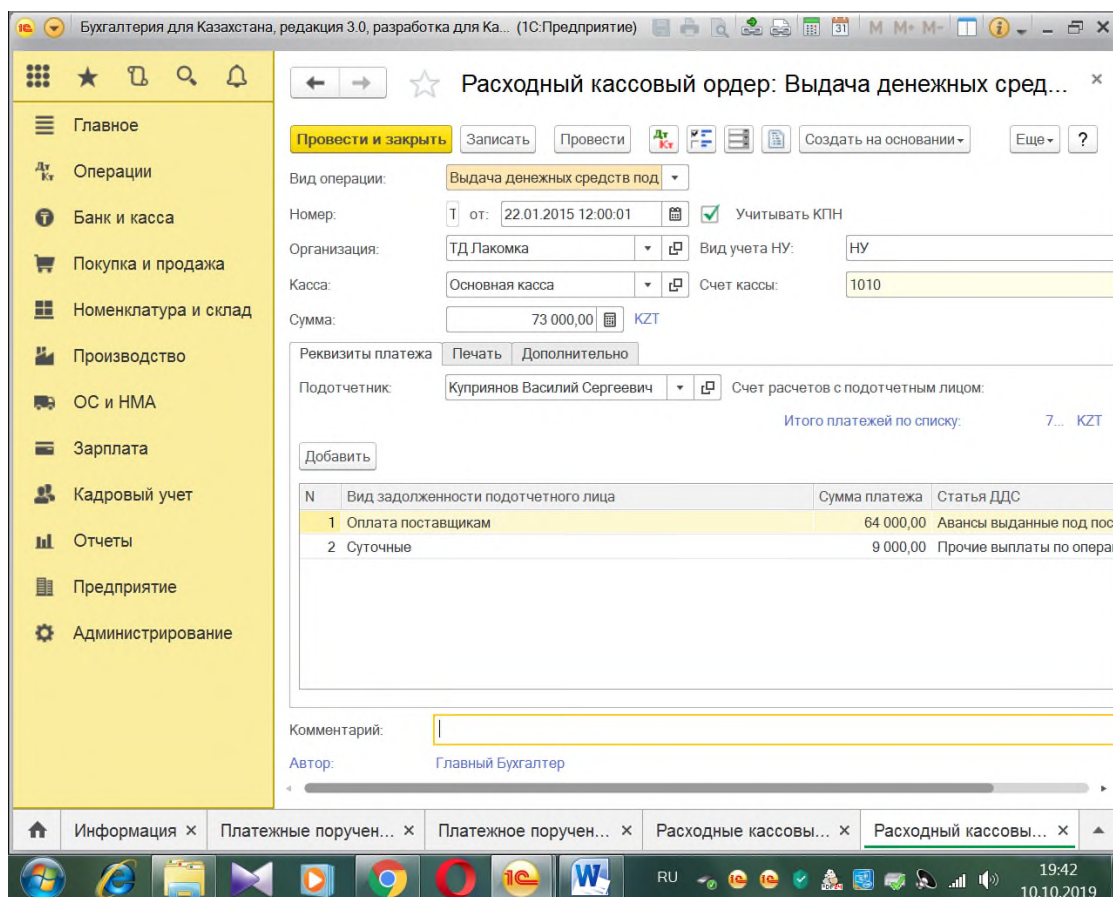 Бухгалтерия для Казахстана, редакция 3.0, разработка для Ка... (1С:Предприятие) 31 M M+ M-
Расходный кассовый ордер: Выдача денежных сред...
Главное
Операции
Банк и касса
Покупка и продажа
Номенклатура и склад
Производство
ОС и НМА
Зарплата
Кадровый учет
Отчеты
Предприятие
Администрирование
Провести и закрыть Записать Провести Дт Кт Создать на основании Еще ?
Вид операции: Выдача денежных средств под
Номер: Т от: 22.01.2015 12:00:01 Учитывать КПН
Организация: ТД Лакомка Вид учета НУ: НУ
Касса: Основная касса Счет кассы: 1010
Сумма: 73 000,00 KZT
Реквизиты платежа Печать Дополнительно
Подотчетник: Куприянов Василий Сергеевич Счет расчетов с подотчетным лицом:
Итого платежей по списку: 7... KZT
Добавить
N Вид задолженности подотчетного лица Сумма платежа Статья ДДС
1 Оплата поставщикам 64 000,00 Авансы выданные под пос
2 Суточные 9 000,00 Прочие выплаты по опера
Комментарий:
Автор: Главный Бухгалтер
Информация Платежные поручен... Платежное поручен... Расходные кассовы... Расходный кассовы...
RU 19:42
10.10.2019